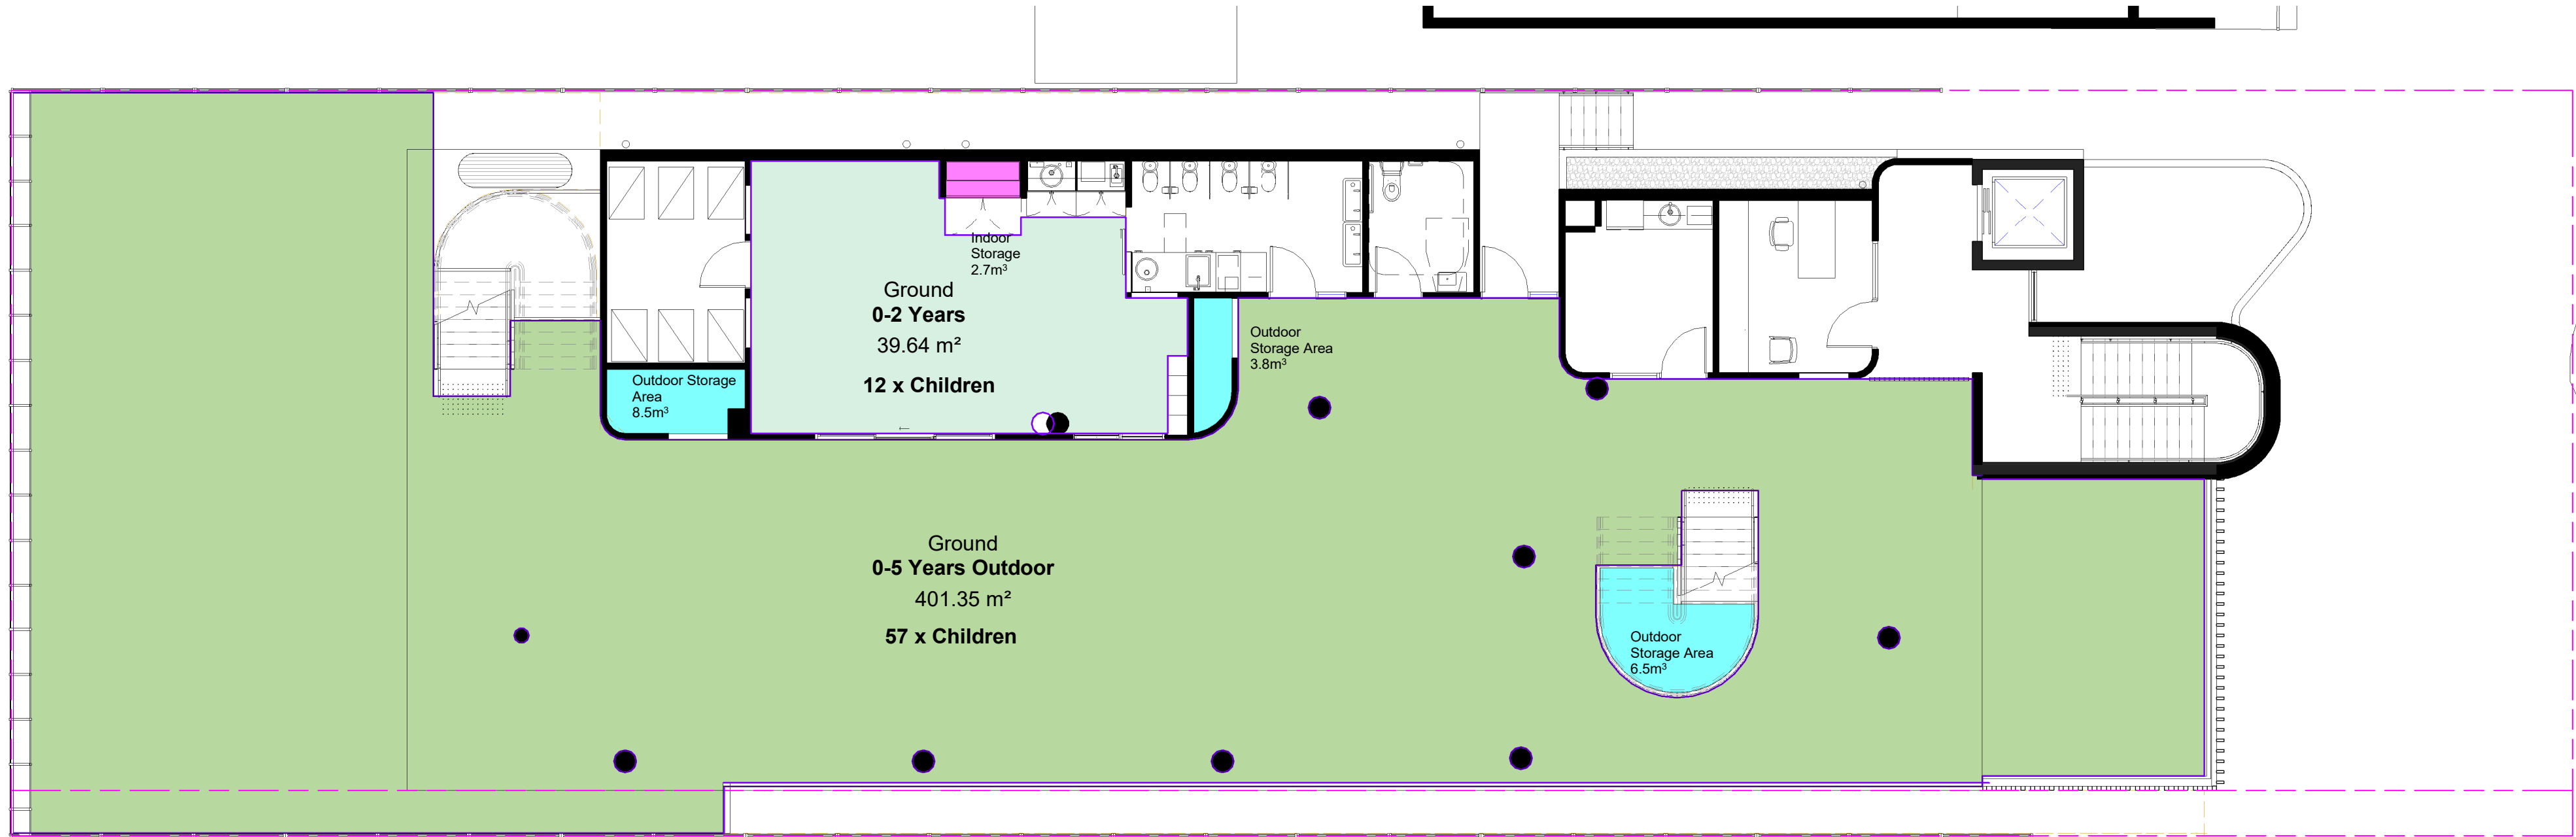 Indoor
Storage
2.7m³
Ground
0-2 Years
39.64 m²
12 x Children
Outdoor
Storage Area
3.8m³
Outdoor Storage
Area
8.5m³
Ground
0-5 Years Outdoor
401.35 m²
57 x Children
Outdoor
Storage Area
6.5m³